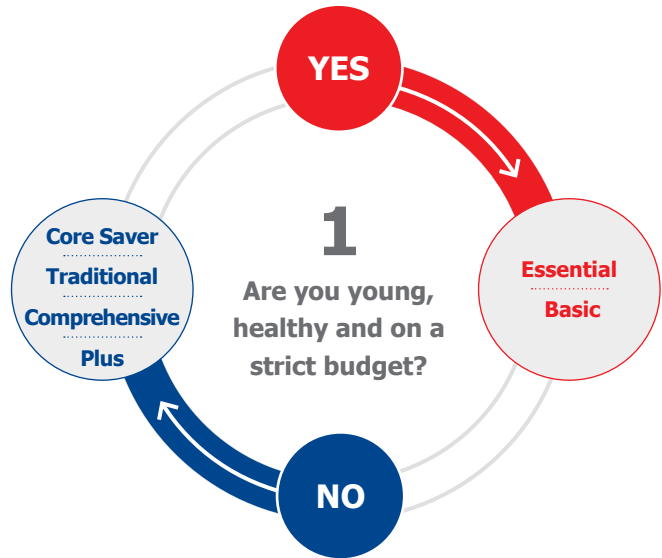 YES
1
Are you young,
healthy and on a
strict budget?
Core Saver
Traditional
Comprehensive
Plus
Essential
Basic
NO